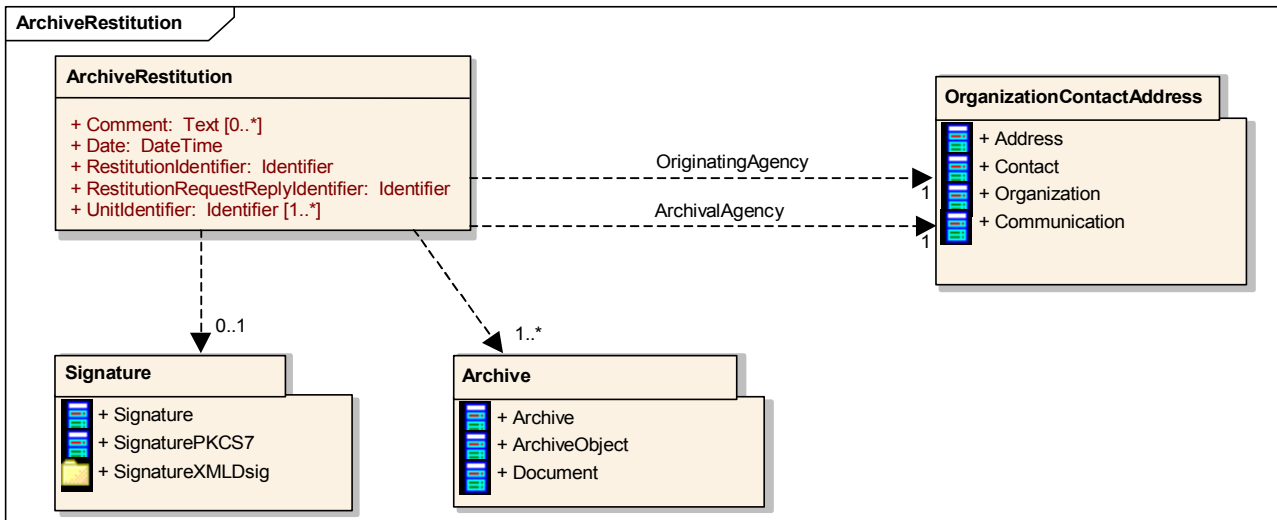 ArchiveRestitution
ArchiveRestitution
+ Comment: Text [0..*]
+ Date: DateTime
+ RestitutionIdentifier: Identifier
+ RestitutionRequestReplyIdentifier: Identifier
+ UnitIdentifier: Identifier [1..*]
OriginatingAgency
1
ArchivalAgency
1
OrganizationContactAddress
+ Address
+ Contact
+ Organization
+ Communication
0..1
1..*
Signature
+ Signature
+ SignaturePKCS7
+ SignatureXMLDsig
Archive
+ Archive
+ ArchiveObject
+ Document